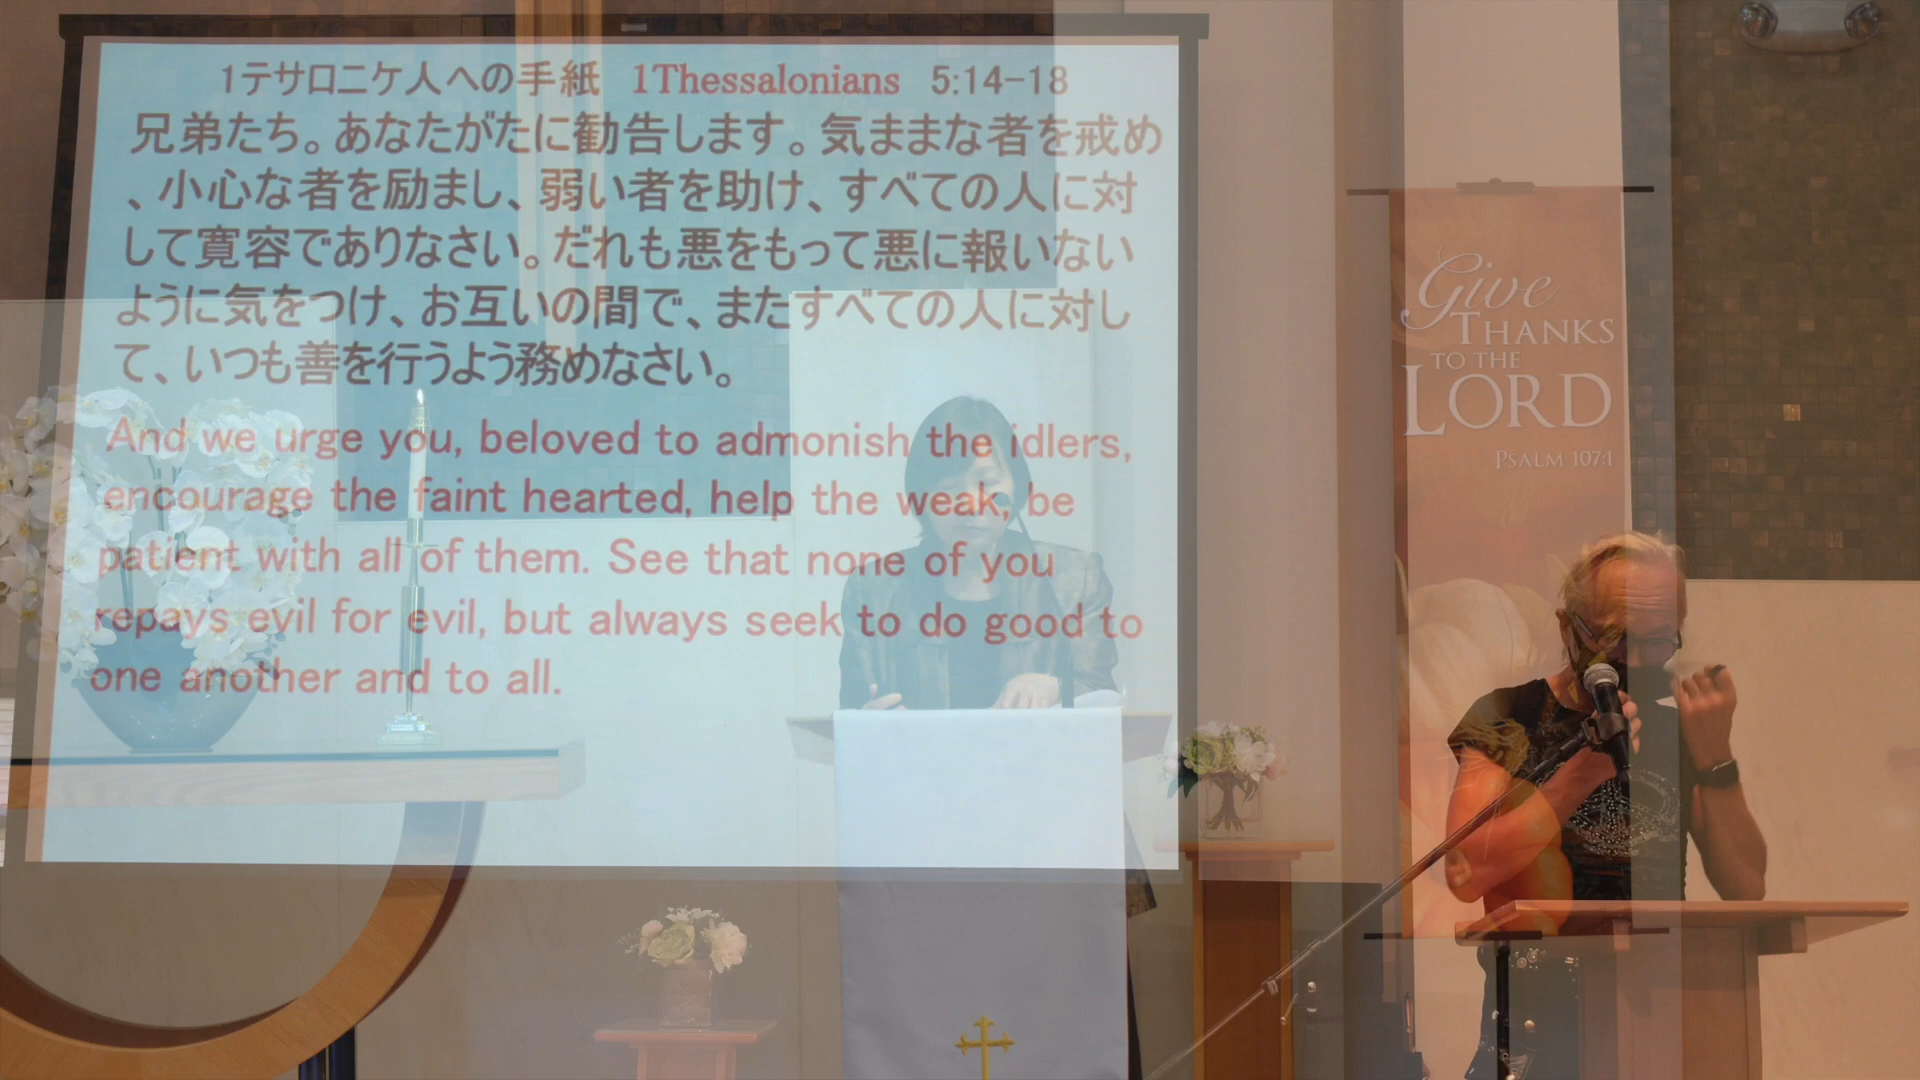 1テサロニケ人への手紙 1Thessalonians 5:14-18
兄弟たち。あなたがたに勧告します。気ままな者を戒め
、小心な者を励まし、弱い者を助け、すべての人に対
して寛容でありなさい。だれも悪をもって悪に報いない
ように気をつけ、お互いの間で、またすべての人に対し
て、いつも善を行うよう務めなさい。
And we urge you, beloved to admonish the idlers,
encourage the faint hearted, help the weak, be
patient with all of them. See that none of you
repays evil for evil, but always seek to do good to
one another and to all.
Give
THANKS
TO THE
LORD
PSALM 107:1